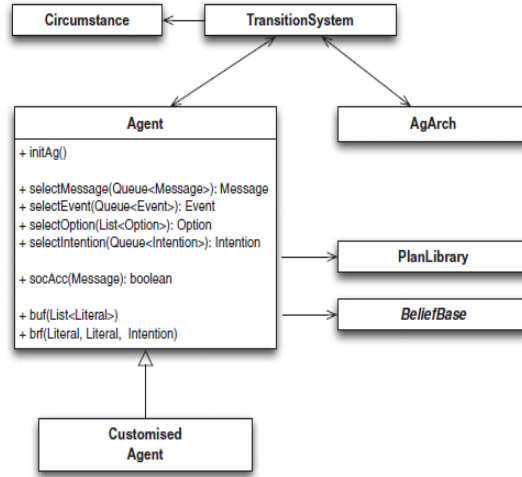 Circumstance
TransitionSystem
Agent
+ initAg()
+ selectMessage(Queue<Message>): Message
+ selectEvent(Queue<Event>): Event
+ selectOption(List<Option>): Option
+ selectIntention(Queue<Intention>): Intention
+ socAcc(Message): boolean
+ buf(List<Literal>)
+ brf(Literal, Literal, Intention)
AgArch
PlanLibrary
BeliefBase
Customised
Agent